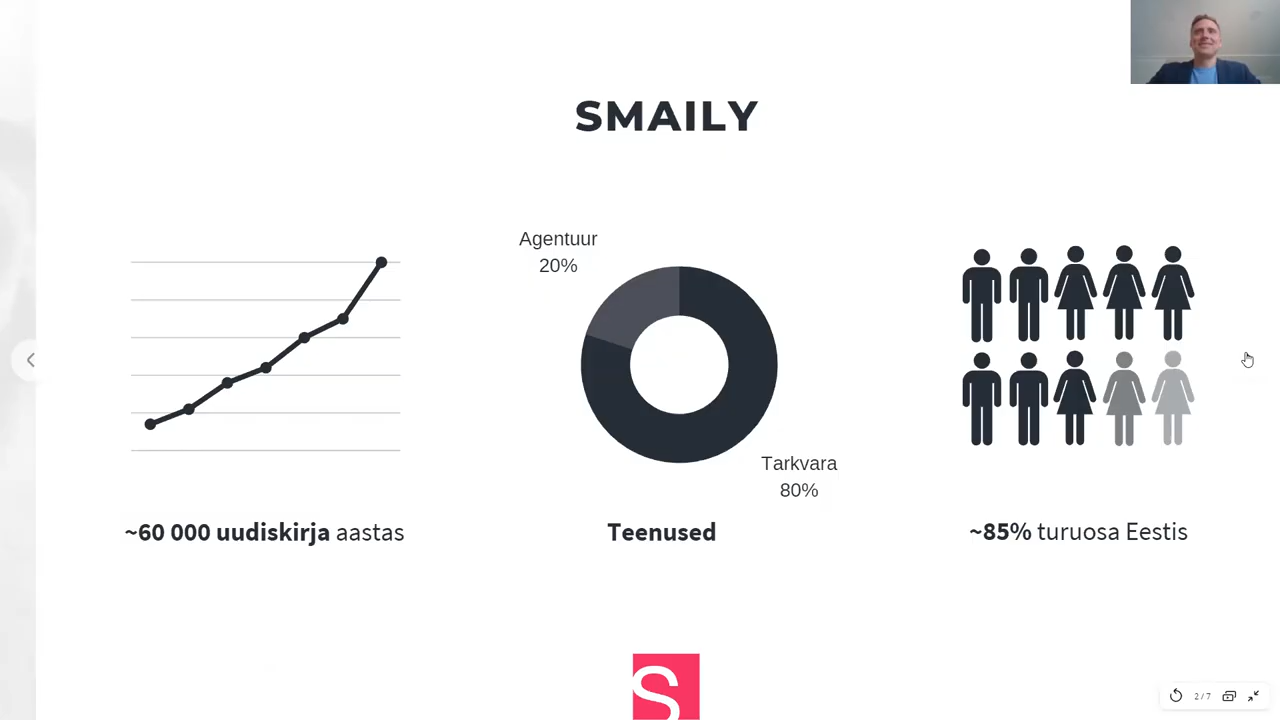 SMAILY
Agentuur
20%
Tarkvara
80%
~60 000 uudiskirja aastas
Teenused
~85% turuosa Eestis
S
2 / 7